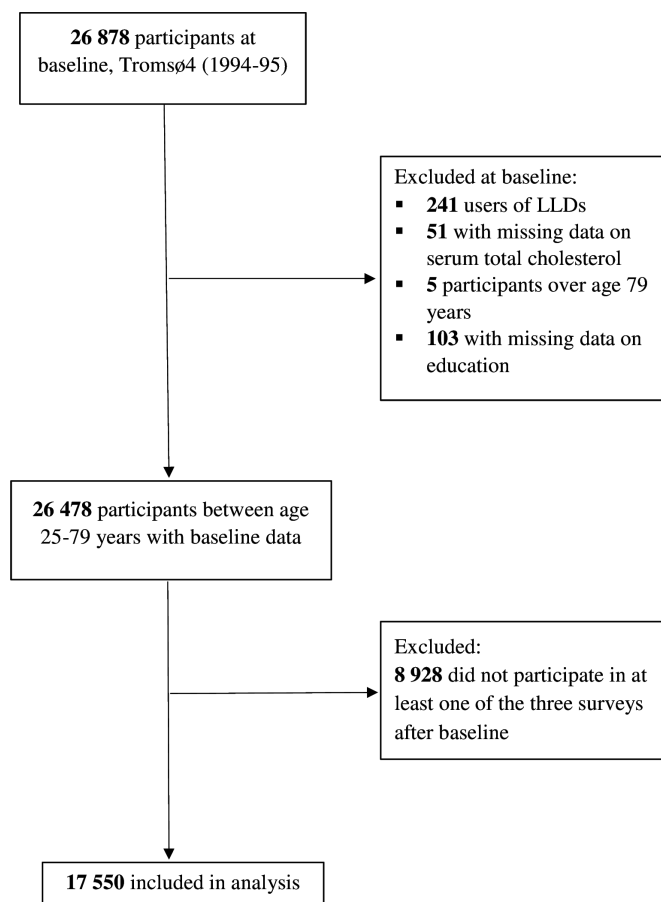 26 878 participants at
baseline, Tromsø4 (1994-95)
Excluded at baseline:
▪ 241 users of LLDs
▪ 51 with missing data on
serum total cholesterol
▪ 5 participants over age 79
years
▪ 103 with missing data on
education
26 478 participants between age
25-79 years with baseline data
Excluded:
8 928 did not participate in at
least one of the three surveys
after baseline
17 550 included in analysis